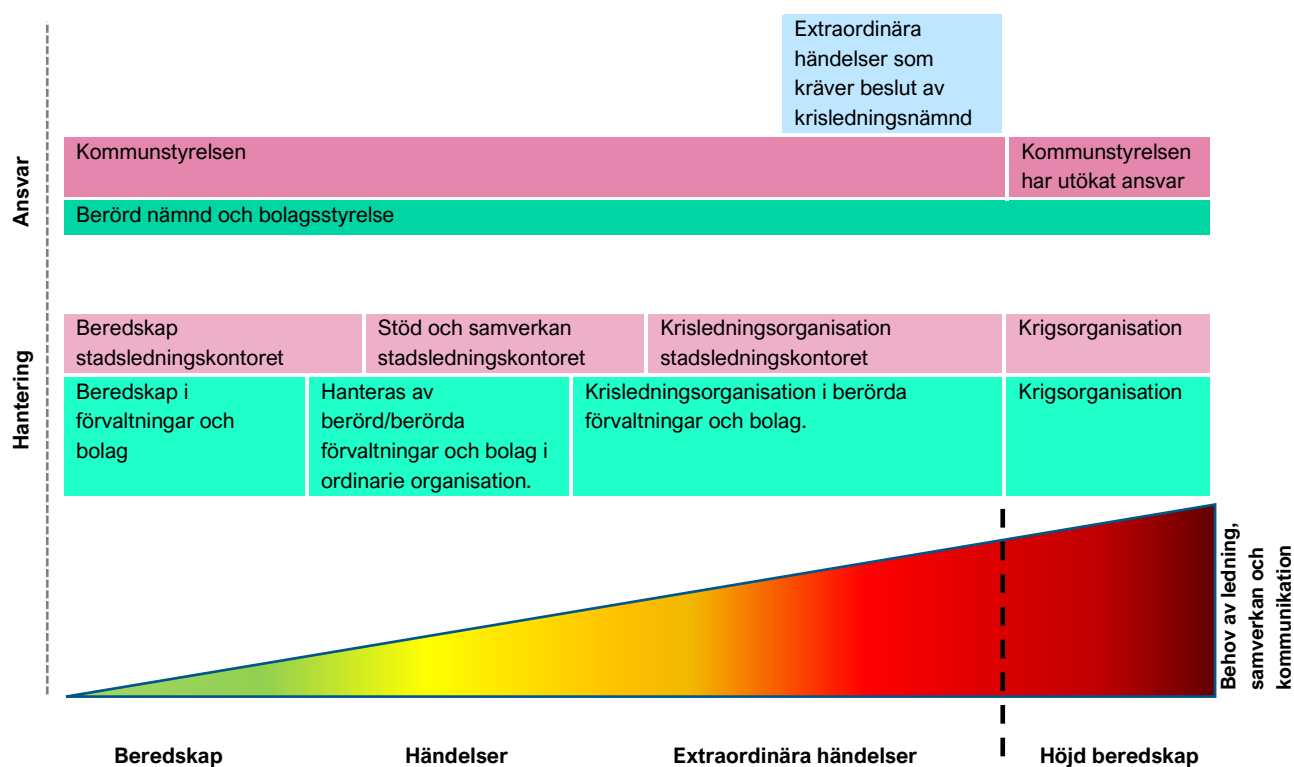 Extraordinära
händelser som
kräver beslut av
krisledningsnämnd
Ansvar
Kommunstyrelsen
Kommunstyrelsen
har utökat ansvar
Berörd nämnd och bolagsstyrelse
Hantering
Beredskap
stadsledningskontoret
Stöd och samverkan
stadsledningskontoret
Krisledningsorganisation
stadsledningskontoret
Krigsorganisation
Beredskap i
förvaltningar och
bolag
Hanteras av
berörd/berörda
förvaltningar och bolag i
ordinarie organisation.
Krisledningsorganisation i berörda
förvaltningar och bolag.
Krigsorganisation
Behov av ledning,
samverkan och
kommunikation
Beredskap
Händelser
Extraordinära händelser
Höjd beredskap